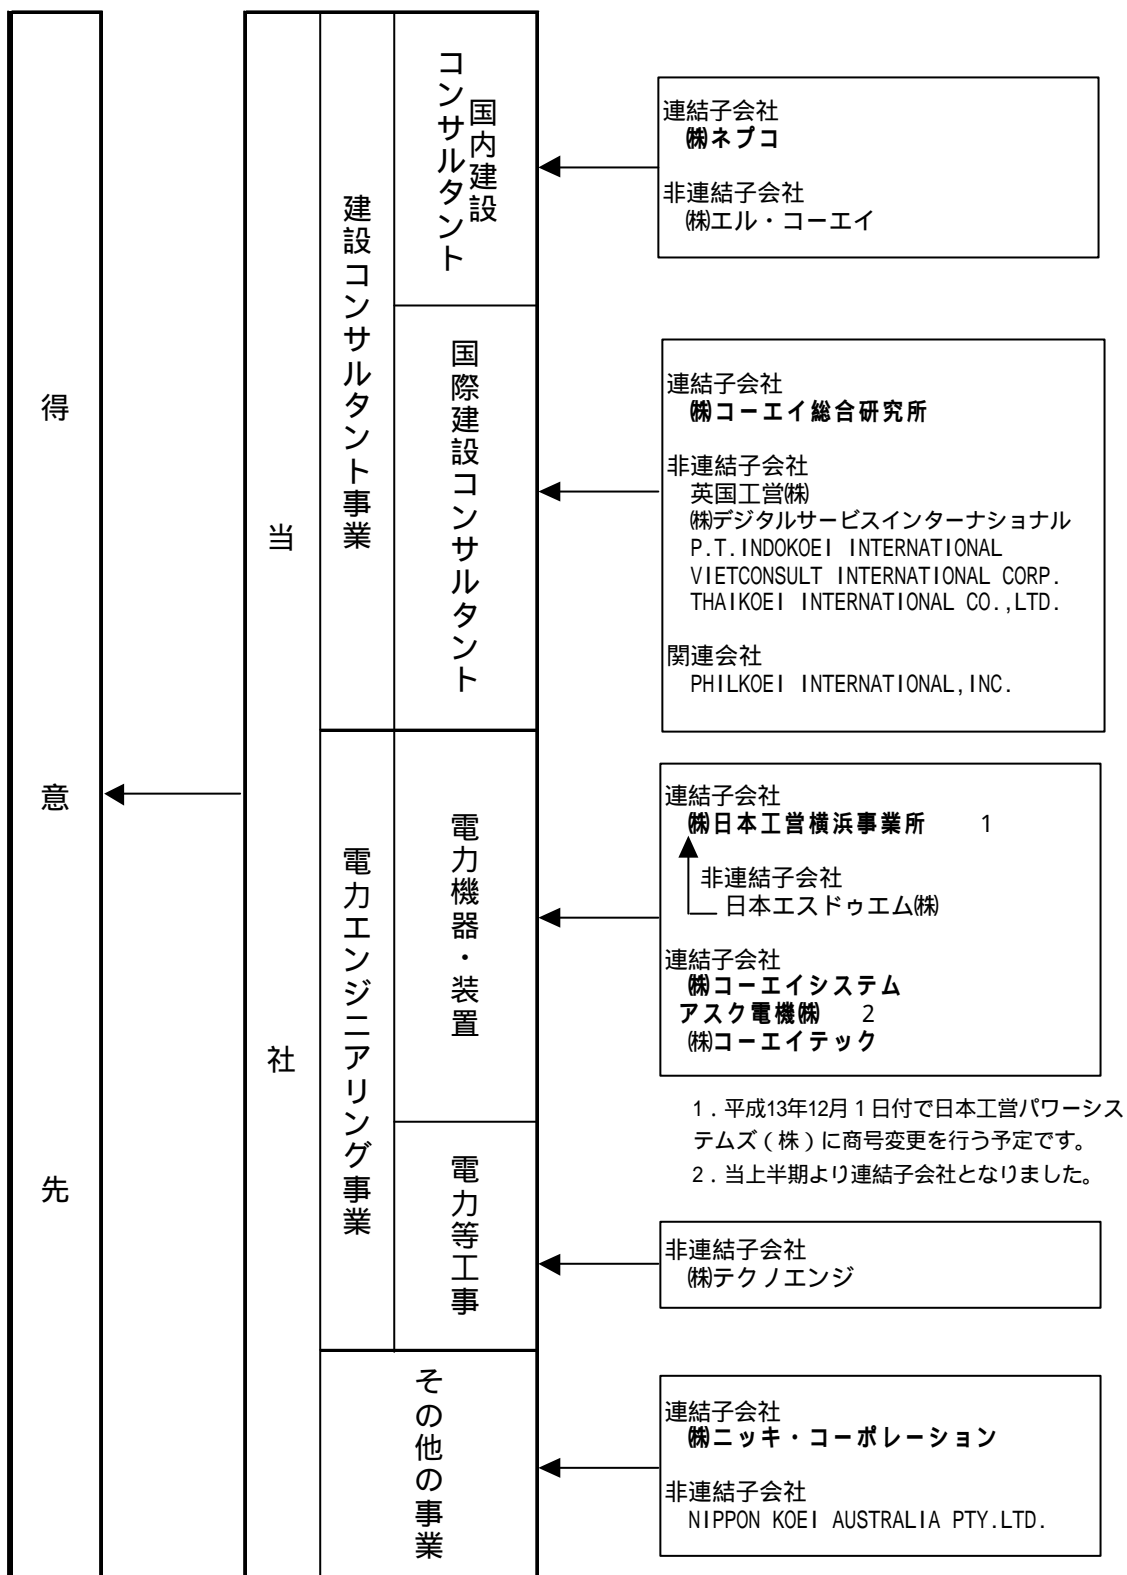 得意先
当社
建設コンサルタント事業
国内建設
コンサルタント
連結子会社
㈱ネプコ
非連結子会社
㈱エル・コーエイ
国際建設コンサルタント
連結子会社
㈱コーエイ総合研究所
非連結子会社
英国工営㈱
㈱デジタルサービスインターナショナル
P.T.INDOKOEI INTERNATIONAL
VIETCONSULT INTERNATIONAL CORP.
THAIKOEI INTERNATIONAL CO.,LTD.
関連会社
PHILKOEI INTERNATIONAL,INC.
電力エンジニアリング事業
電力機器・装置
連結子会社
㈱日本工営横浜事業所 1
非連結子会社
日本エスドゥエム㈱
連結子会社
㈱コーエイシステム
アスク電機㈱ 2
㈱コーエイテック
1．平成13年12月１日付で日本工営パワーシス
テムズ（株）に商号変更を行う予定です。
2．当上半期より連結子会社となりました。
電力等工事
非連結子会社
㈱テクノエンジ
その他の事業
連結子会社
㈱ニッキ・コーポレーション
非連結子会社
NIPPON KOEI AUSTRALIA PTY.LTD.